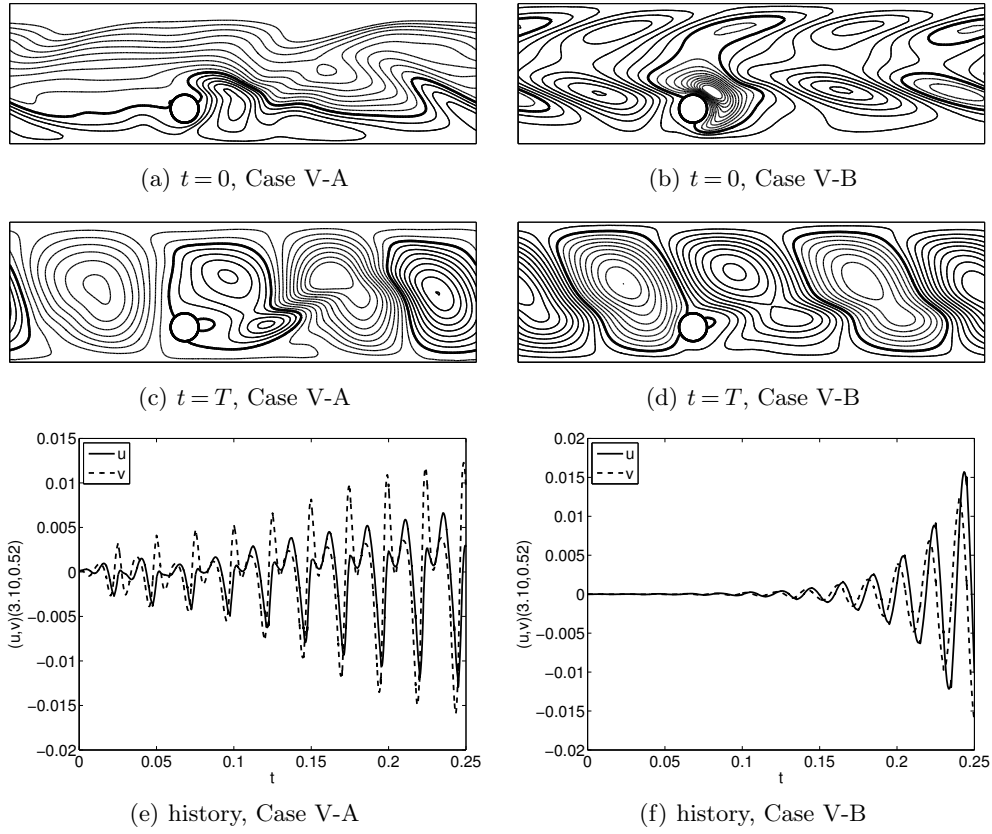 (a) t = 0, Case V-A
(b) t = 0, Case V-B
(c) t = T, Case V-A
(d) t = T, Case V-B
0.015
0.01
0.005
0
−0.005
−0.01
−0.015
−0.02
(u,v)(3.10,0.52)
u
v
0
0.05
0.1
0.15
0.2
0.25
t
0.02
0.015
0.01
0.005
0
−0.005
−0.01
−0.015
−0.02
(u,v)(3.10,0.52)
u
v
0
0.05
0.1
0.15
0.2
0.25
t
(e) history, Case V-A
(f) history, Case V-B